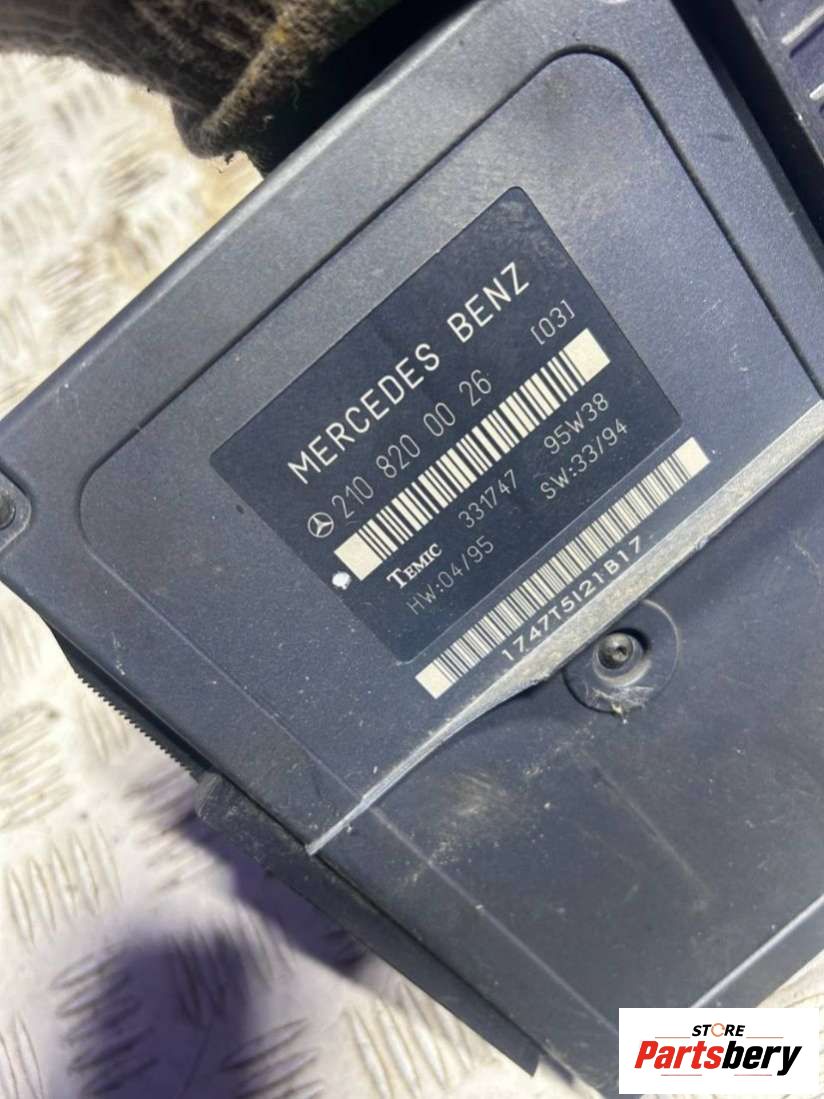 MERCEDES BENZ
210 820 00 26 [03]
TEMIC 331747 95W38
HW:04/95 SW:33/94
1747T5121B17
STORE
Partsbery